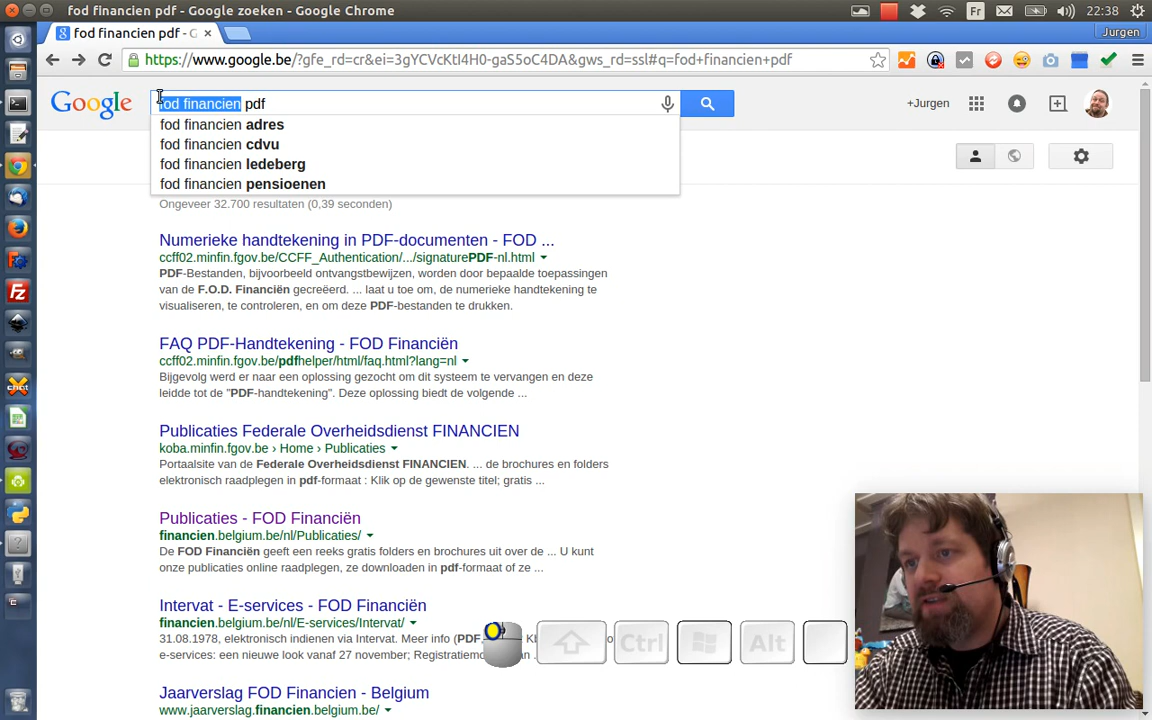 fod financien pdf - Google zoeken - Google Chrome
Fr
22:38
fod financien pdf - G
Jurgen
https://www.google.be/?gfe_rd=cr&ei=3gYCVcKtI4H0-gaS5oC4DA&gws_rd=ssl#q=fod+financien+pdf
Google
fod financien pdf
+Jurgen
fod financien adres
fod financien cdvu
fod financien ledeberg
fod financien pensioenen
Ongeveer 32.700 resultaten (0,39 seconden)
Numerieke handtekening in PDF-documenten - FOD ...
ccff02.minfin.fgov.be/CCFF_Authentication/.../signaturePDF-nl.html
PDF-Bestanden, bijvoorbeeld ontvangstbewijzen, worden door bepaalde toepassingen
van de F.O.D. Financiën gecreëerd. ... laat u toe om, de numerieke handtekening te
visualiseren, te controleren, en om deze PDF-bestanden te drukken.
FAQ PDF-Handtekening - FOD Financiën
ccff02.minfin.fgov.be/pdfhelper/html/faq.html?lang=nl
Bijgevolg werd er naar een oplossing gezocht om dit systeem te vervangen en deze
leidde tot de "PDF-handtekening". Deze oplossing biedt de volgende ...
Publicaties Federale Overheidsdienst FINANCIEN
koba.minfin.fgov.be › Home › Publicaties
Portaalsite van de Federale Overheidsdienst FINANCIEN. ... de brochures en folders
elektronisch raadplegen in pdf-formaat : Klik op de gewenste titel; gratis ...
Publicaties - FOD Financiën
financien.belgium.be/nl/Publicaties/
De FOD Financiën geeft een reeks gratis folders en brochures uit over de ... U kunt
onze publicaties online raadplegen, ze downloaden in pdf-formaat of ze ...
Intervat - E-services - FOD Financiën
financien.belgium.be/nl/E-services/Intervat/
31.08.1978, elektronisch indienen via Intervat. Meer info (PDF,
e-services: een nieuwe look vanaf 27 november; Registratiemo
Ctrl
Alt
Jaarverslag FOD Financien - Belgium
www.jaarverslag.financien.belgium.be/